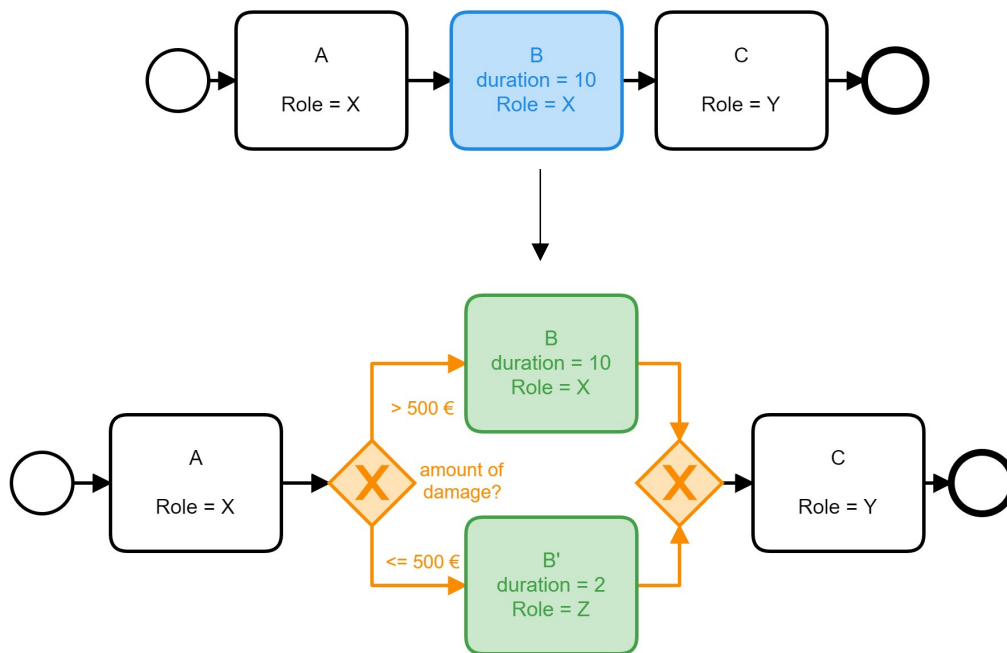 A
Role = X
B
duration = 10
Role = X
C
Role = Y
B
duration = 10
Role = X
> 500 €
A
Role = X
X
amount of
damage?
X
C
Role = Y
<= 500 €
B'
duration = 2
Role = Z